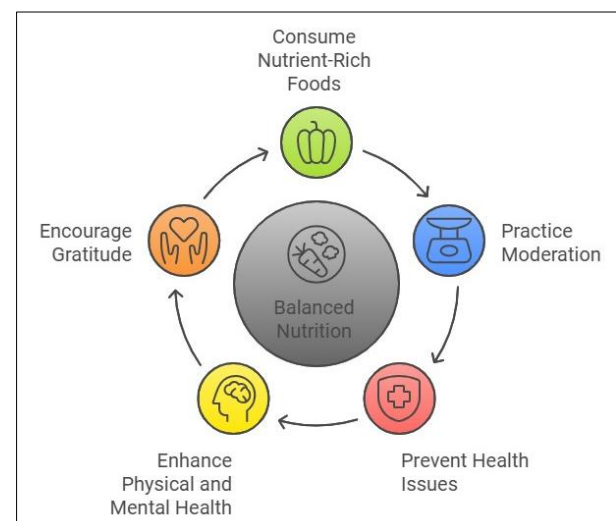 Consume
Nutrient-Rich
Foods
Practice
Moderation
Prevent Health
Issues
Enhance
Physical and
Mental Health
Encourage
Gratitude
Balanced
Nutrition